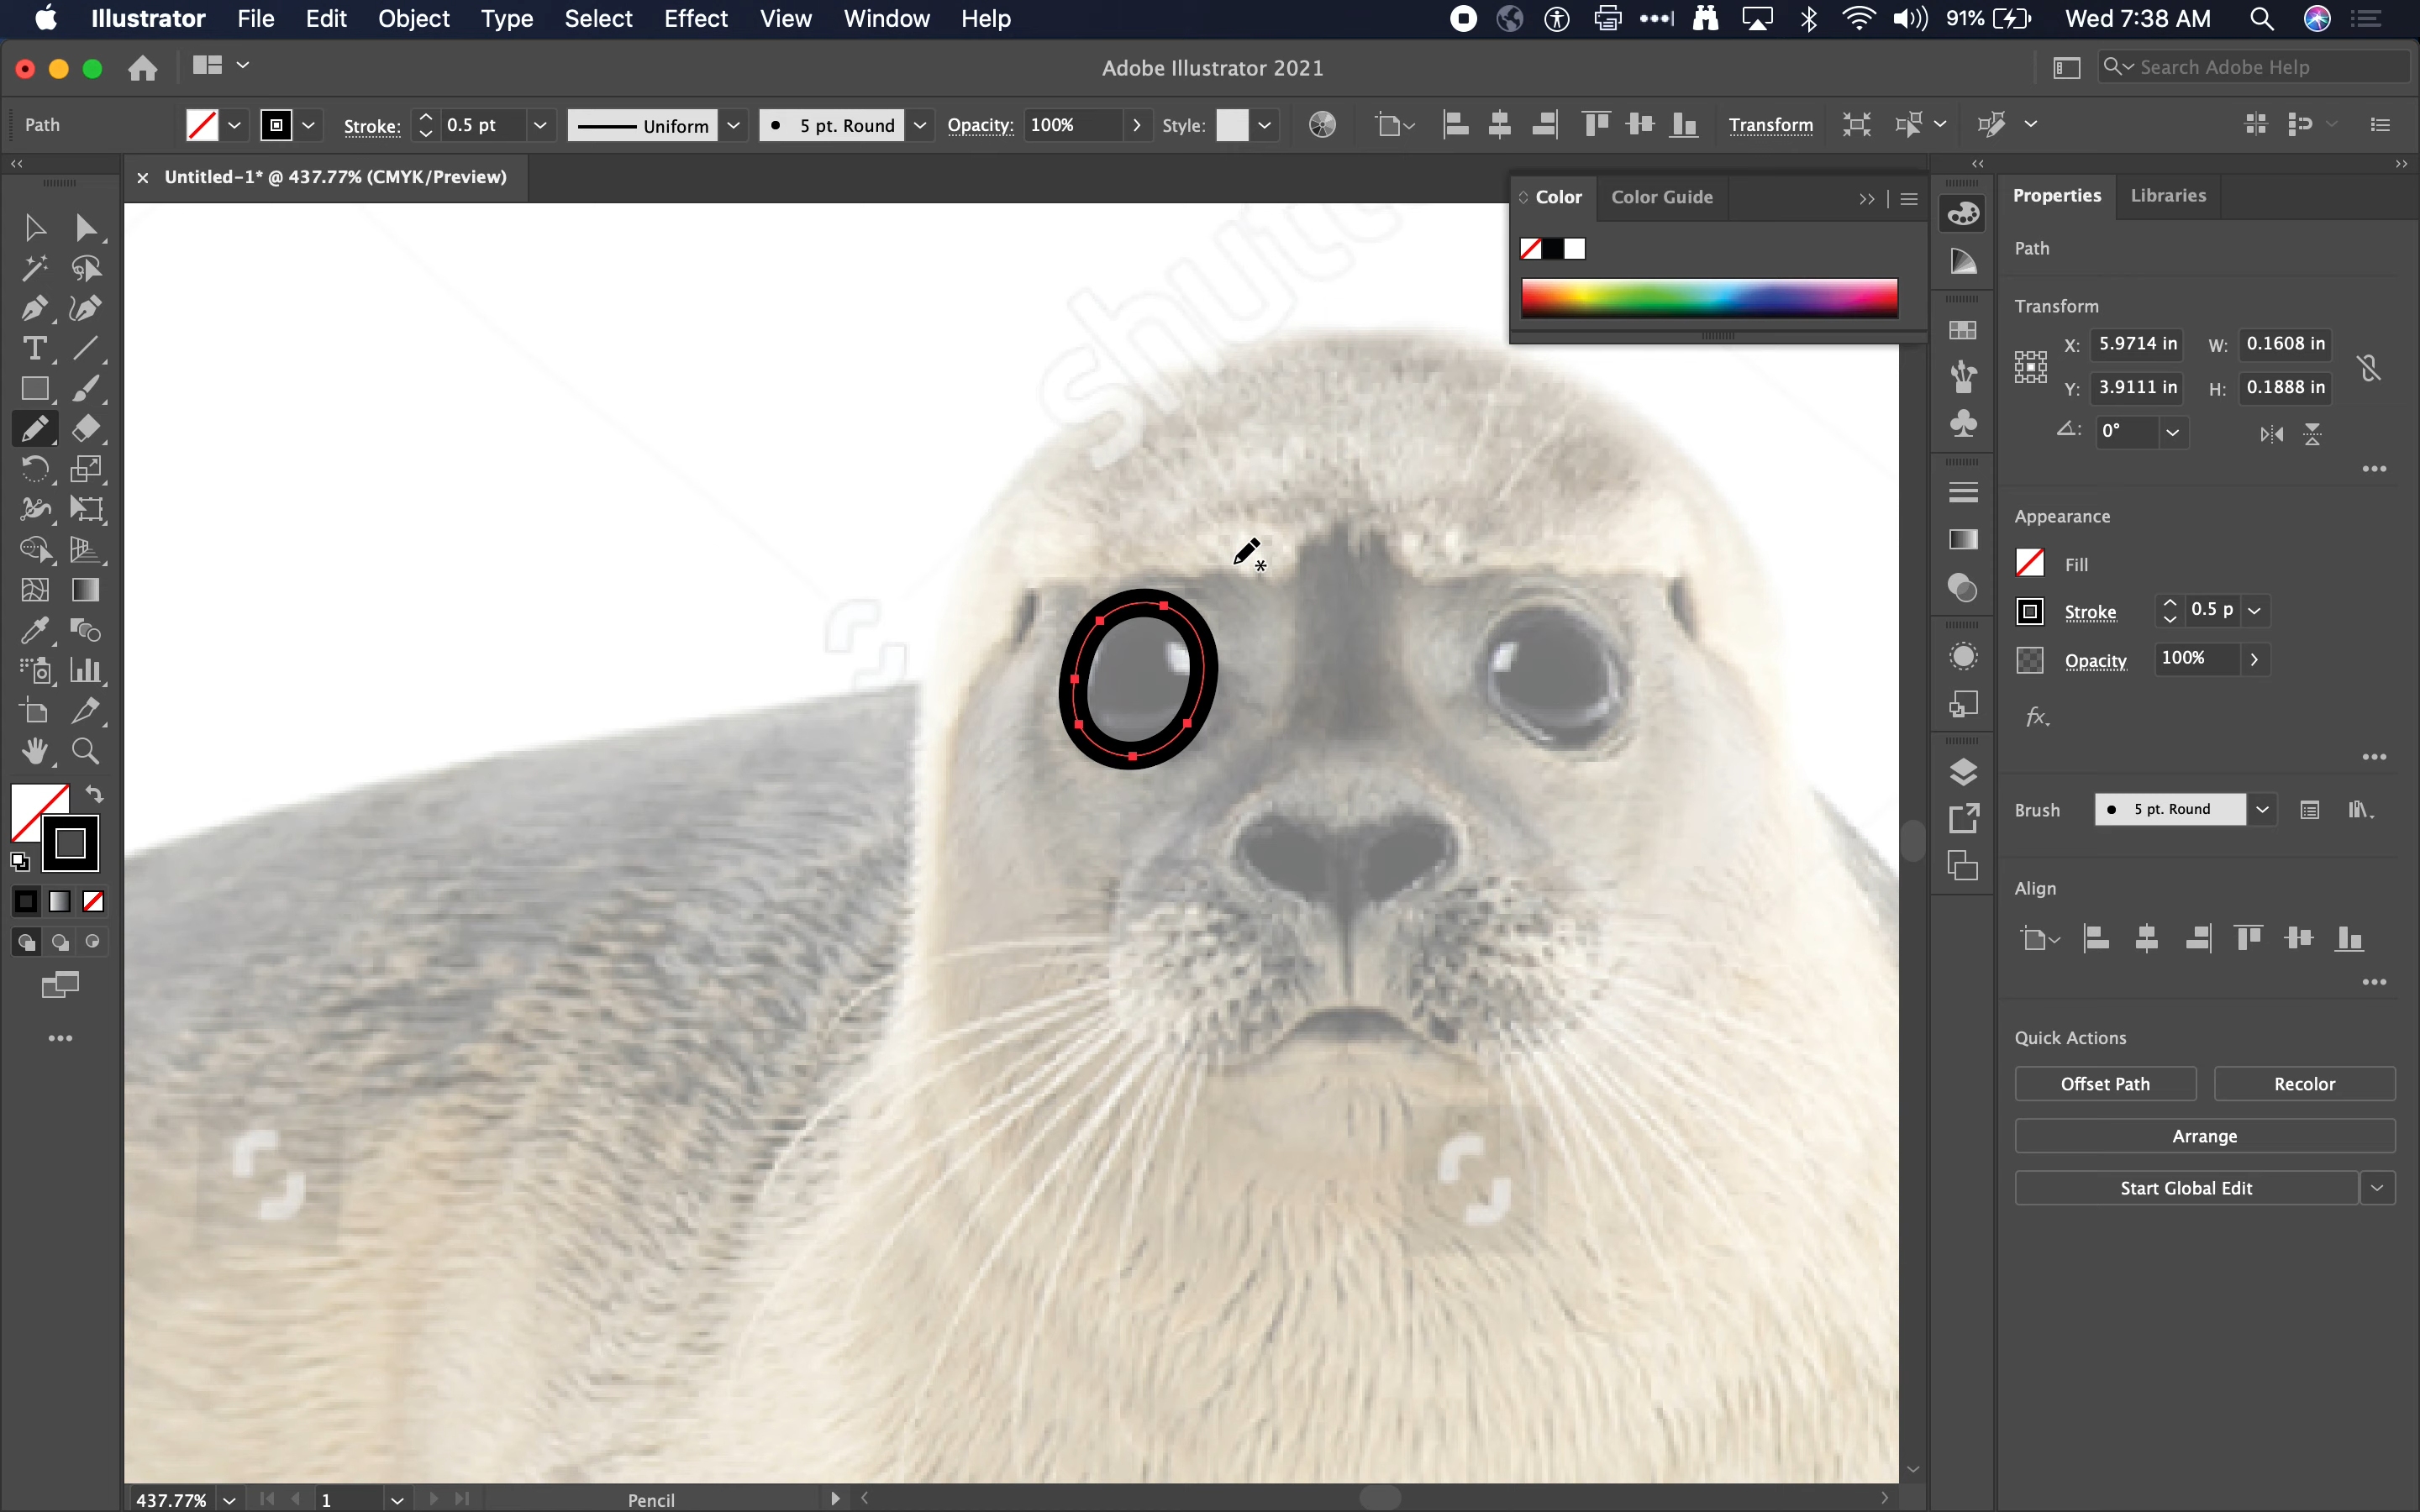 Illustrator File Edit Object Type Select Effect View Window Help 91% Wed 7:38 AM
Adobe Illustrator 2021 Search Adobe Help
Path Stroke: 0.5 pt Uniform 5 pt. Round Opacity: 100% Style: Transform
× Untitled-1* @ 437.77% (CMYK/Preview)
Color Color Guide
Properties Libraries
Path
Transform
X: 5.9714 in W: 0.1608 in
Y: 3.9111 in H: 0.1888 in
0°
Appearance
Fill
Stroke 0.5 p
Opacity 100%
fx.
Brush 5 pt. Round
Align
Quick Actions
Offset Path Recolor
Arrange
Start Global Edit
shutt
437.77% 1 Pencil